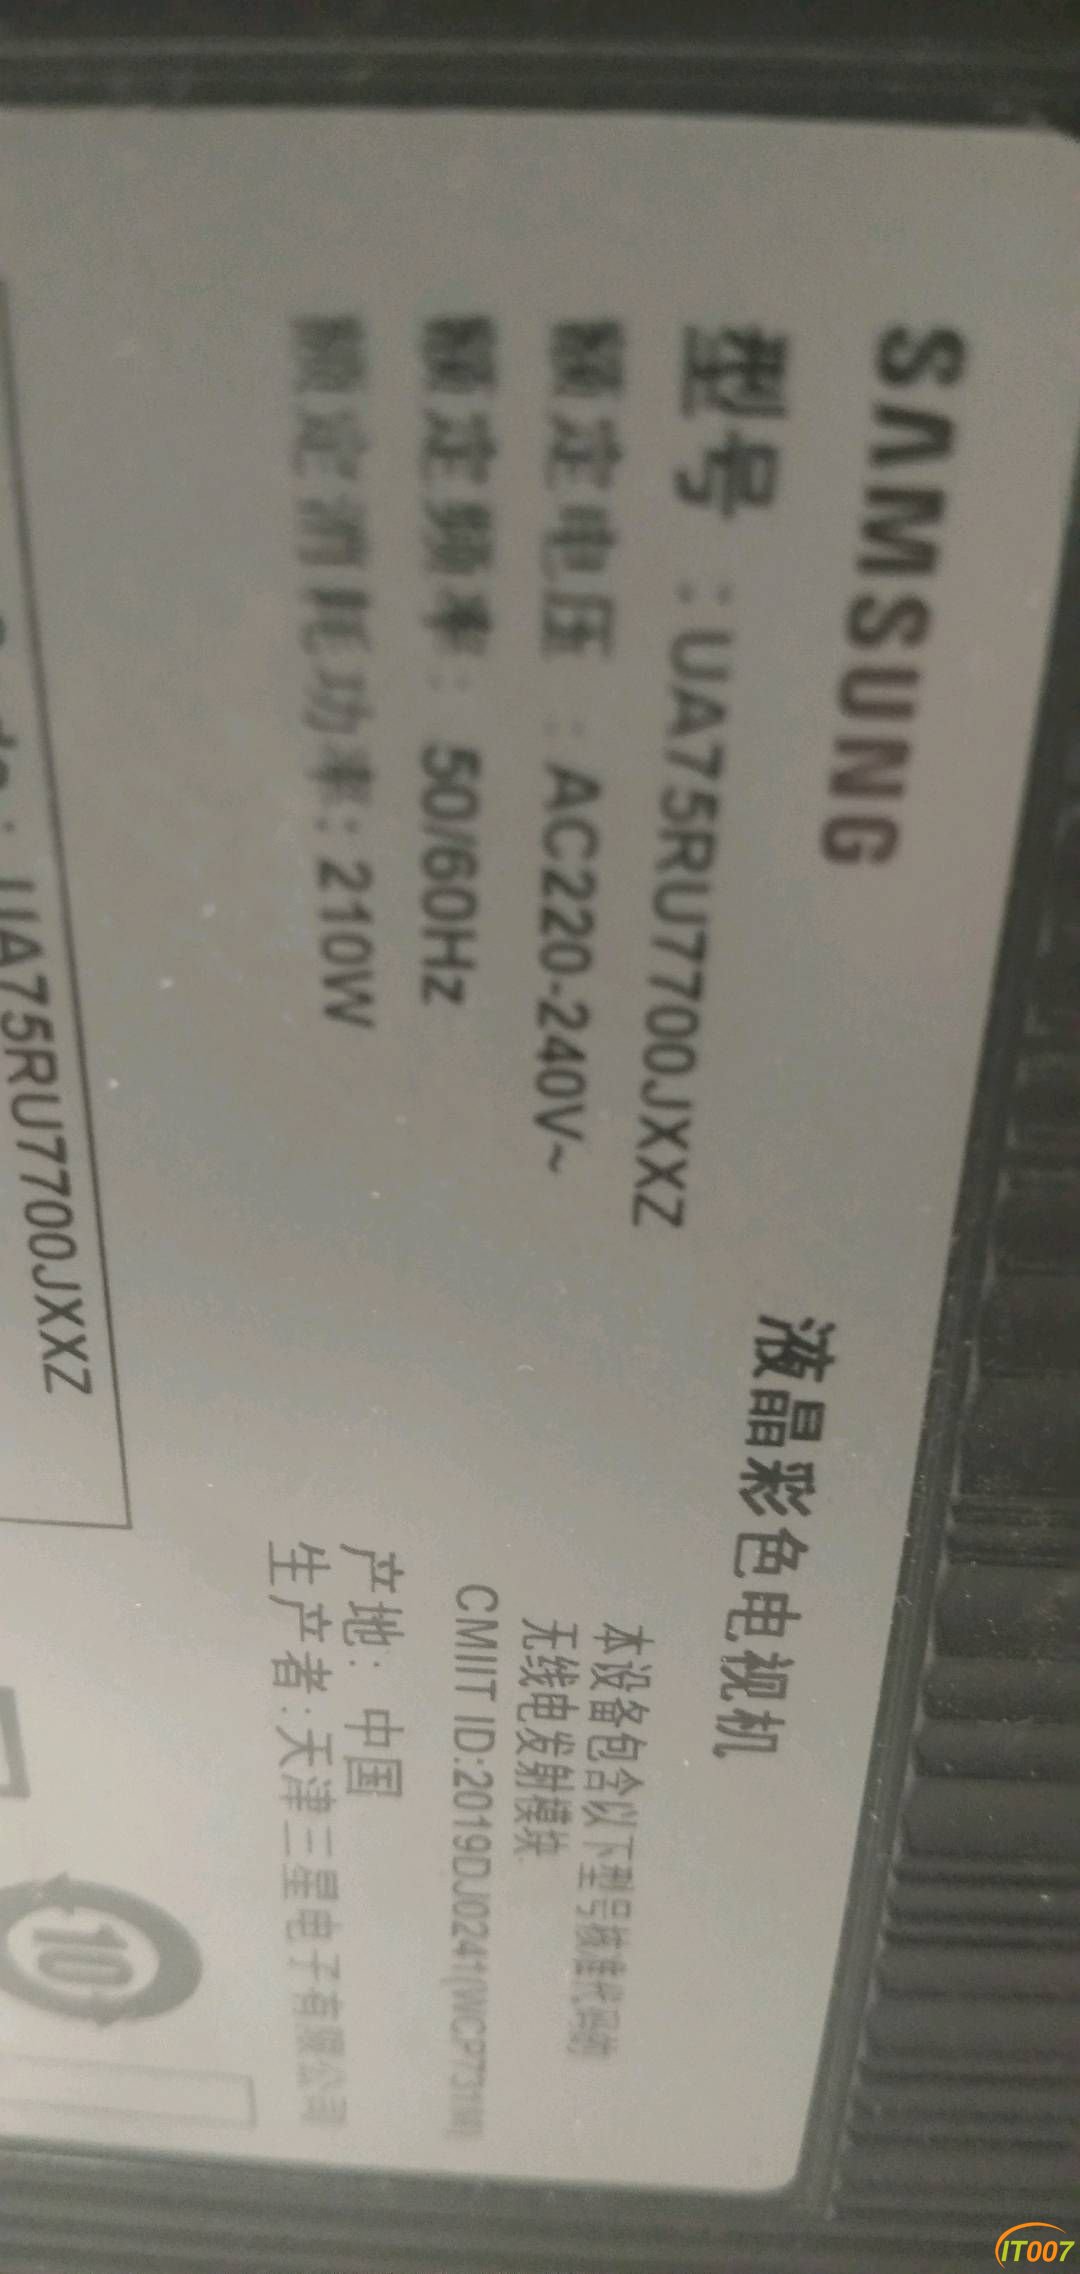 SAMSUNG
液晶彩色电视机
型号 :UA75RU7700JXXZ
额定电压 :AC220-240V~
额定频率: 50/60Hz
额定消耗功率: 210W
本设备包含以下型号核准代码的
无线电发射模块
CMIIT ID:2019DJ0241(WCP731M)
产地: 中国
生产者:天津三星电子有限公司
UA75RU7700JXXZ
10
IT007